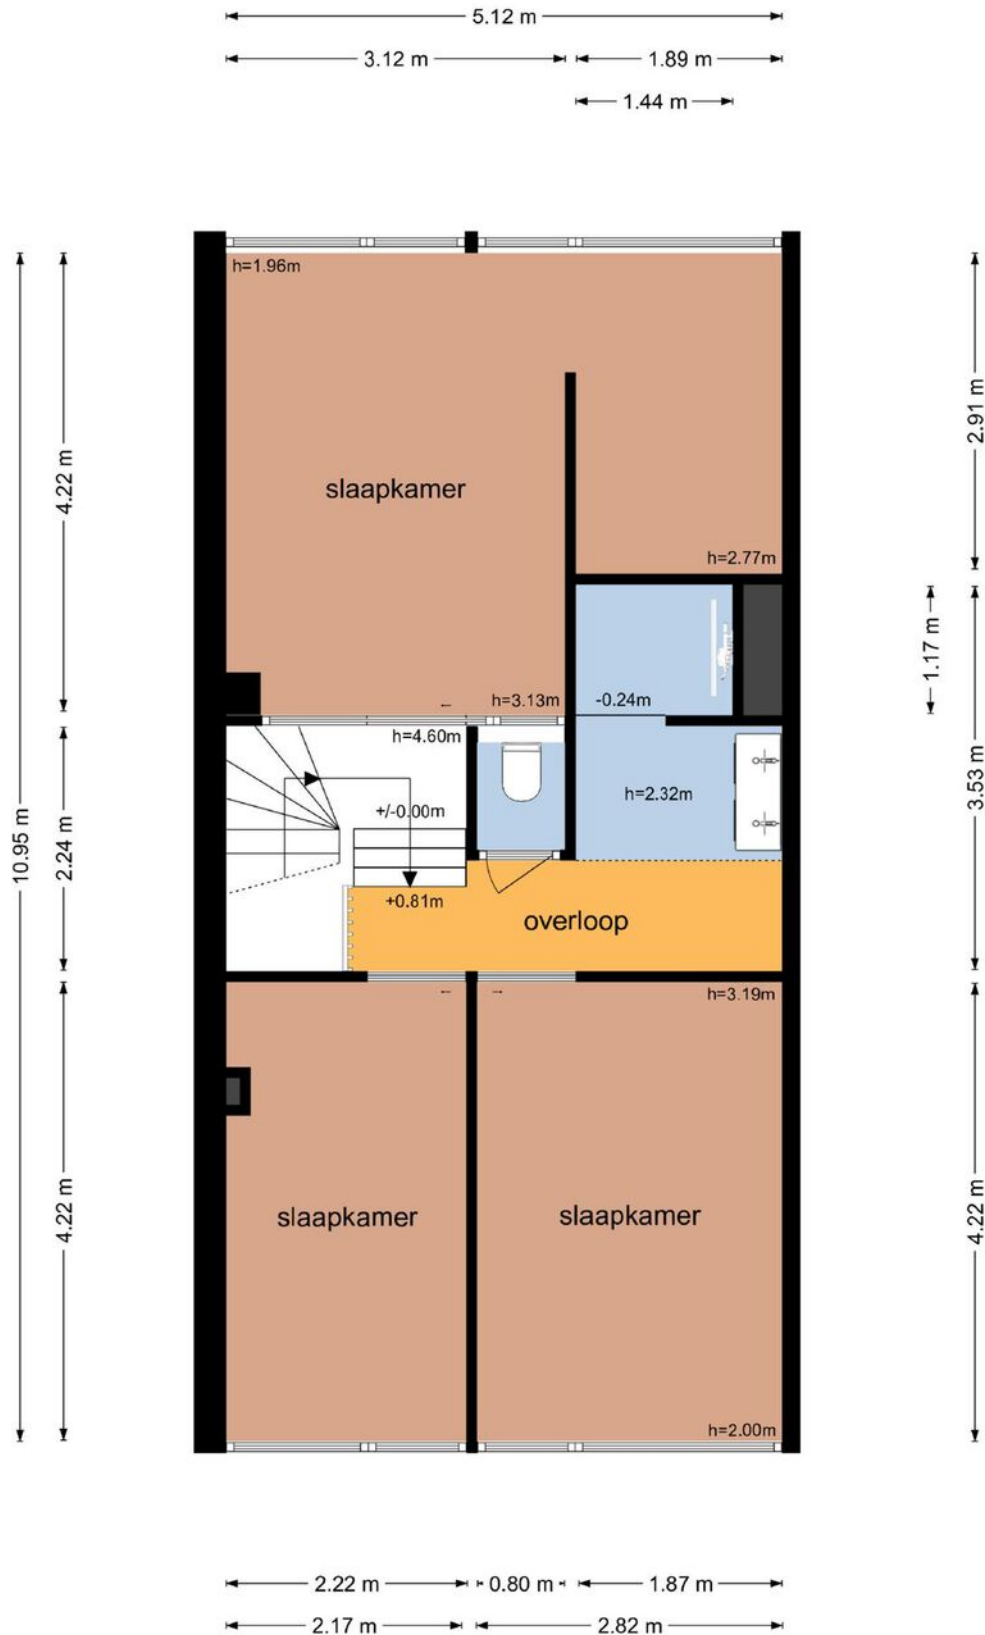 5.12 m
3.12 m
1.89 m
1.44 m
h=1.96m
4.22 m
2.91 m
slaapkamer
h=2.77m
1.17 m
h=3.13m
-0.24m
h=4.60m
3.53 m
h=2.32m
+/-0.00m
10.95 m
2.24 m
+0.81m
overloop
h=3.19m
slaapkamer
slaapkamer
4.22 m
4.22 m
h=2.00m
2.22 m
0.80 m
1.87 m
2.17 m
2.82 m